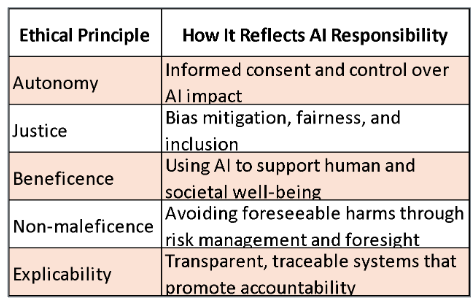 Ethical Principle How It Reflects AI Responsibility
Autonomy Informed consent and control over
AI impact
Justice Bias mitigation, fairness, and
inclusion
Beneficence Using AI to support human and
societal well-being
Non-maleficence Avoiding foreseeable harms through
risk management and foresight
Explicability Transparent, traceable systems that
promote accountability